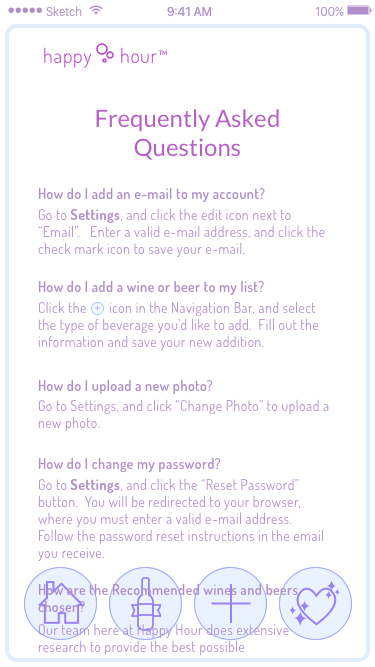 Sketch 9:41 AM 100%
happy hour™
Frequently Asked
Questions
How do I add an e-mail to my account?
Go to Settings, and click the edit icon next to
“Email”. Enter a valid e-mail address, and click the
check mark icon to save your e-mail.
How do I add a wine or beer to my list?
Click the icon in the Navigation Bar, and select
the type of beverage you’d like to add. Fill out the
information and save your new addition.
How do I upload a new photo?
Go to Settings, and click “Change Photo” to upload a
new photo.
How do I change my password?
Go to Settings, and click the “Reset Password”
button. You will be redirected to your browser,
where you must enter a valid e-mail address.
Follow the password reset instructions in the email
you receive.
How are the Recommended wines and beers
chosen?
Our team here at Happy Hour does extensive
research to provide the best possible